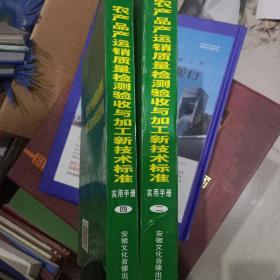 农产品产运销质量检测验收与加工新技术标准
实用手册
四
安徽文化音像出
农产品产运销质量检测验收与加工新技术标准
实用手册
二
安徽文化音像出